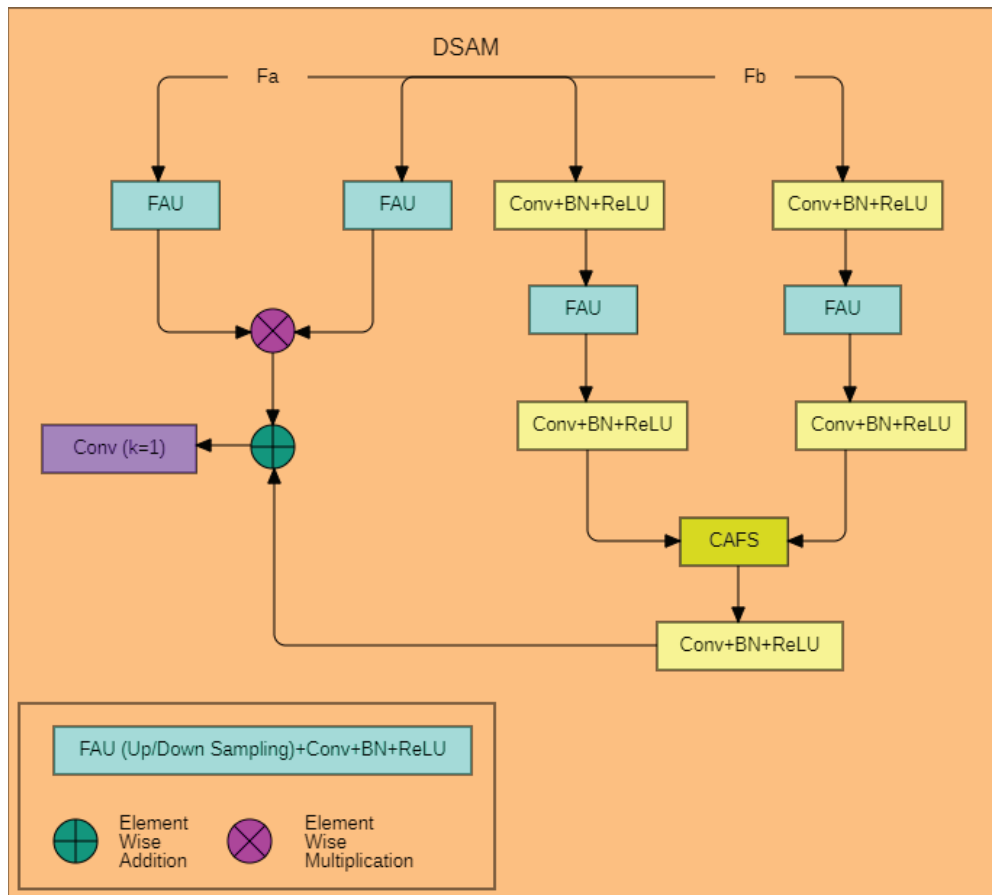 DSAM
Fa
Fb
FAU
FAU
Conv+BN+ReLU
Conv+BN+ReLU
FAU
FAU
Conv+BN+ReLU
Conv+BN+ReLU
Conv (k=1)
CAFS
Conv+BN+ReLU
FAU (Up/Down Sampling)+Conv+BN+ReLU
Element
Wise
Addition
Element
Wise
Multiplication